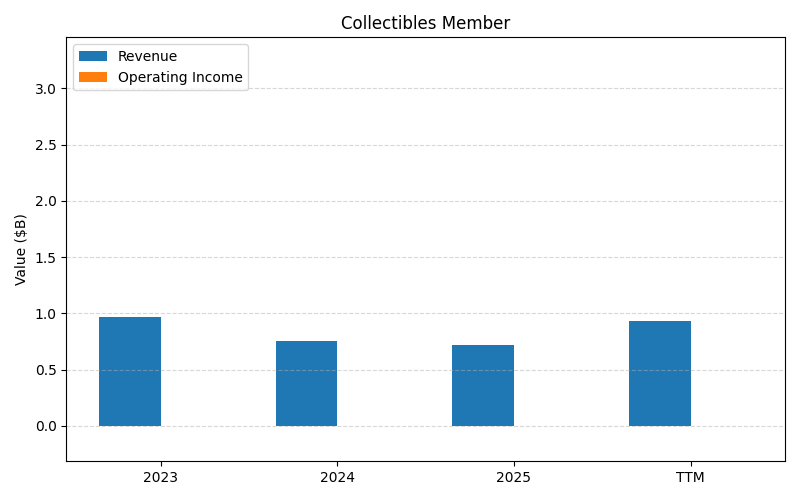 Collectibles Member
Revenue
Operating Income
Value ($B)
3.0
2.5
2.0
1.5
1.0
0.5
0.0
2023 2024 2025 TTM